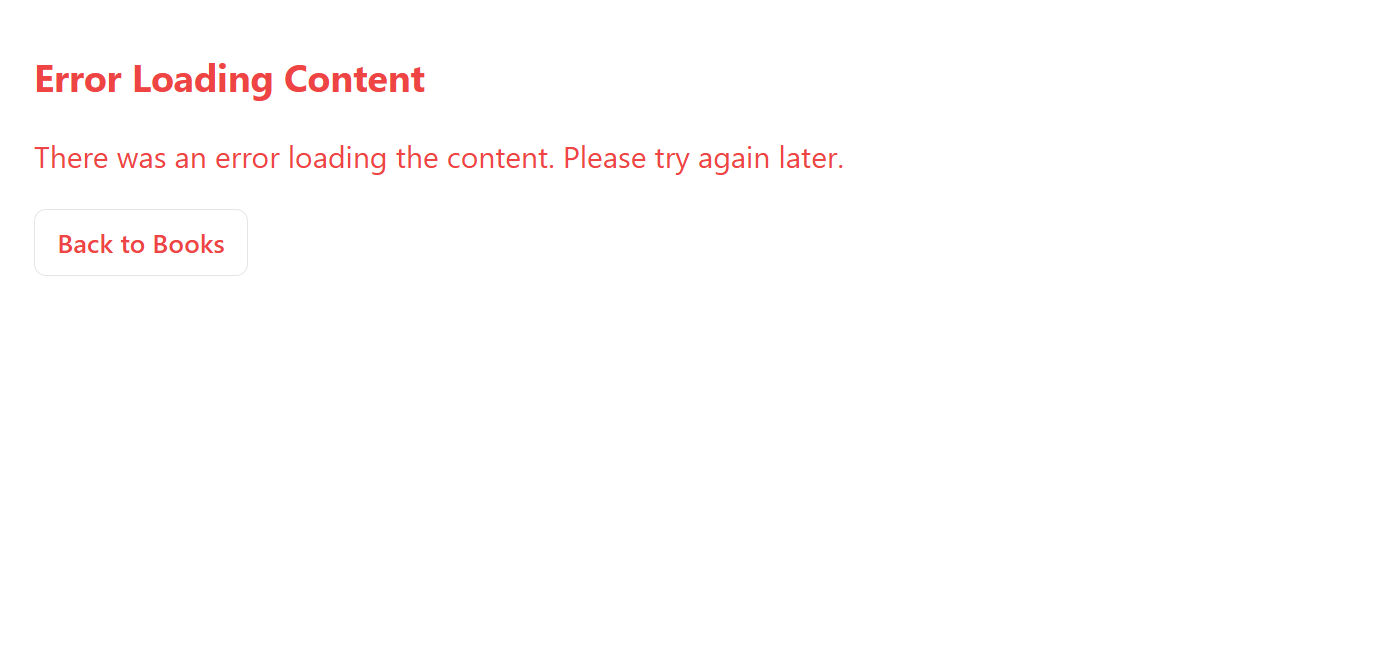 Error Loading Content
There was an error loading the content. Please try again later.
Back to Books